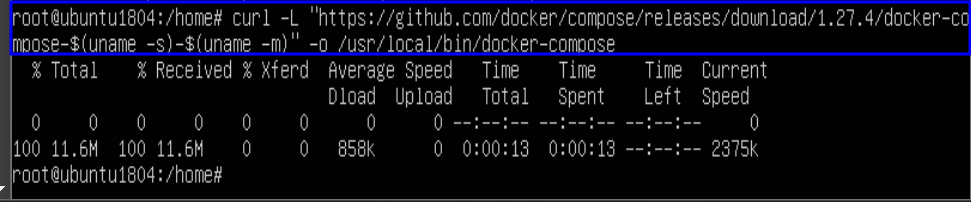 root@ubuntu1804:/home# curl -L "https://github.com/docker/compose/releases/download/1.27.4/docker-co
mpose-$(uname -s)-$(uname -m)" -o /usr/local/bin/docker-compose
  % Total    % Received % Xferd  Average Speed   Time    Time     Time  Current
                                 Dload  Upload   Total   Spent    Left  Speed
  0     0    0     0    0     0      0      0 --:--:-- --:--:-- --:--:--     0
100 11.6M  100 11.6M    0     0   858k      0  0:00:13  0:00:13 --:--:-- 2375k
root@ubuntu1804:/home#